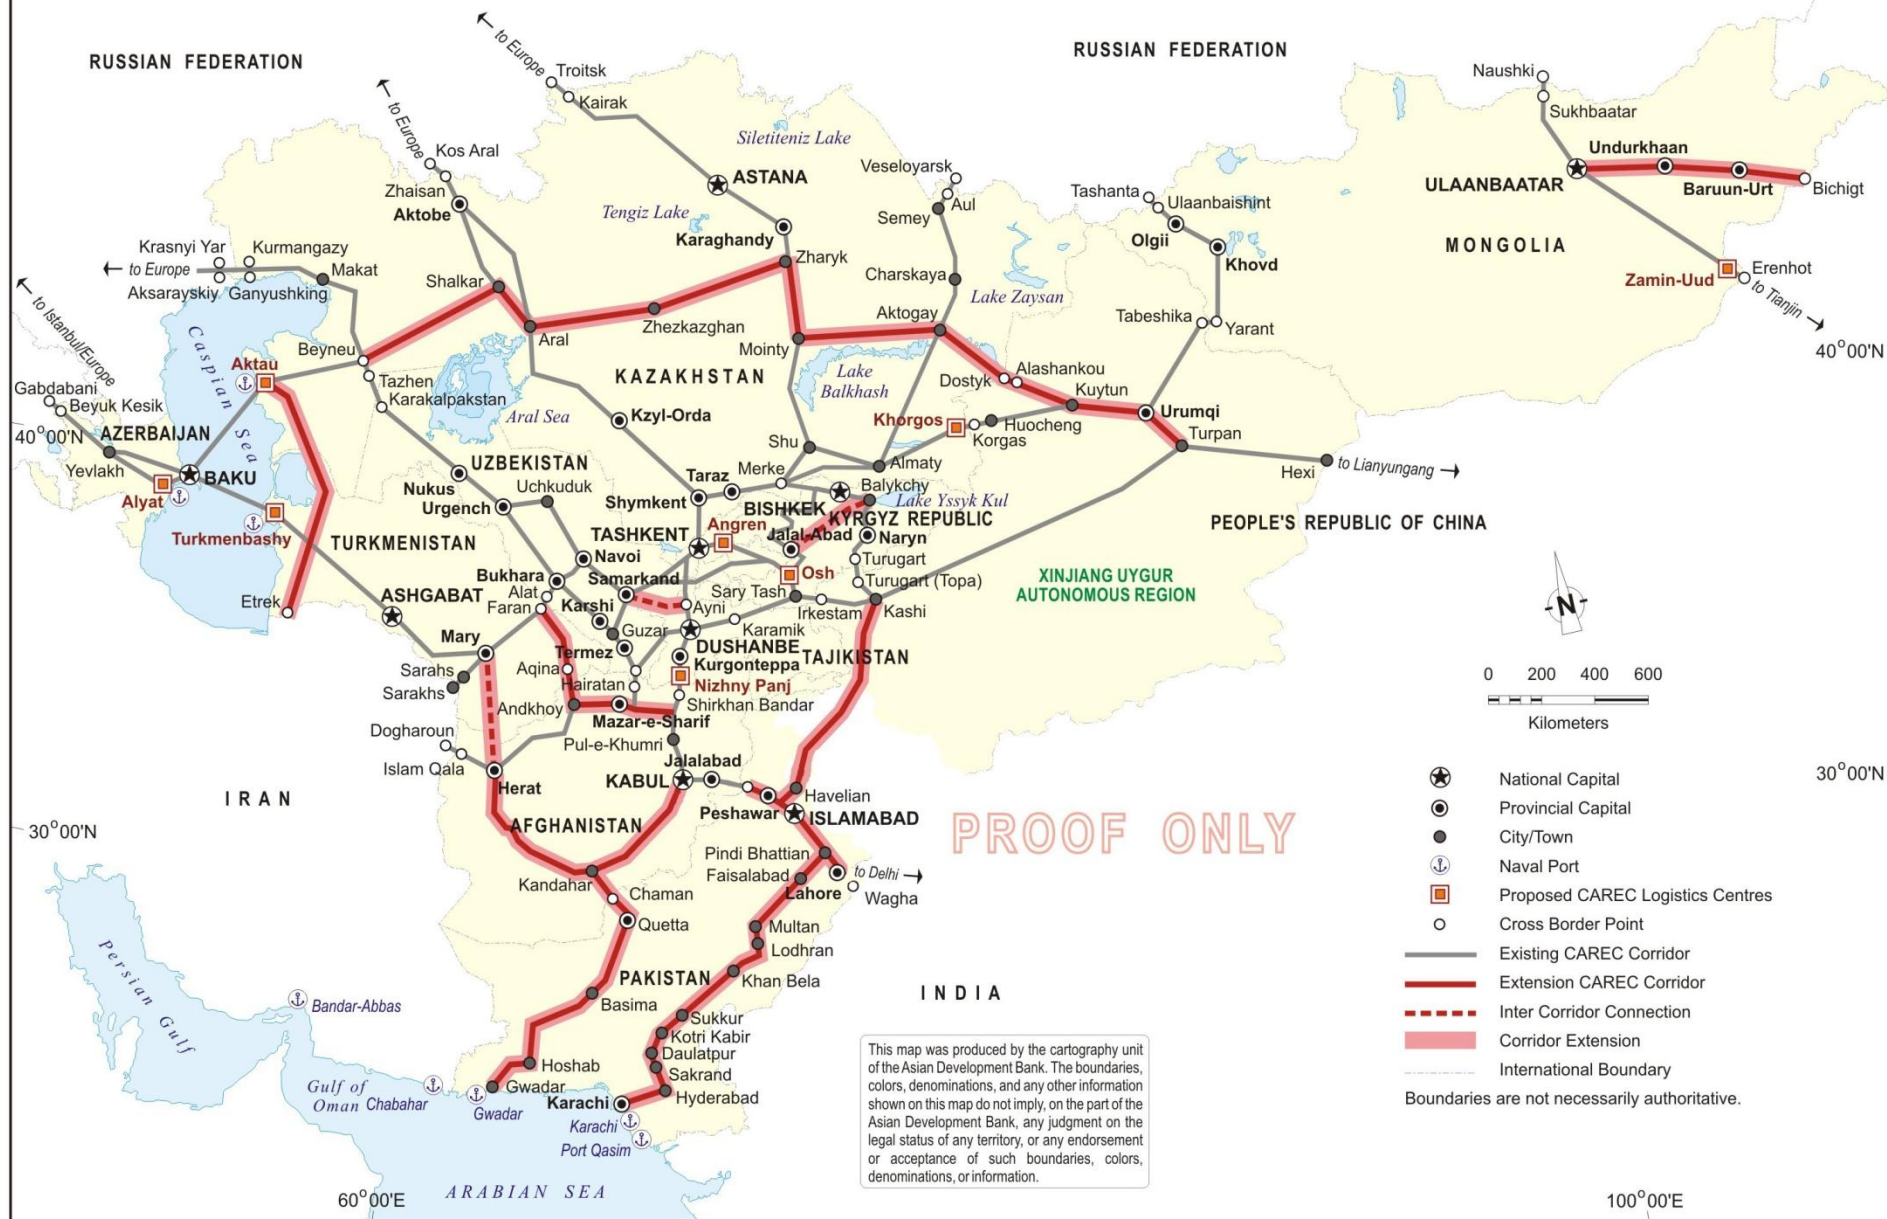 RUSSIAN FEDERATION
RUSSIAN FEDERATION
to Europe
Troitsk
Kairak
to Europe
Kos Aral
Zhaisan
Aktobe
Siletiteniz Lake
ASTANA
Tengiz Lake
Karaghandy
Zharyk
Veseloyarsk
Aul
Semey
Charskaya
Lake Zaysan
Aktogay
Tashanta
Ulaanbaishint
Olgii
Khovd
Tabeshika
Yarant
Naushki
Sukhbaatar
Undurkhaan
ULAANBAATAR
Baruun-Urt
Bichigt
MONGOLIA
Zamin-Uud
Erenhot
to Tianjin
40°00'N
Krasnyi Yar
Kurmangazy
to Europe
Makat
Aksarayskiy
Ganyushking
Shalkar
Zhezkazghan
Aral
Mointy
Beyneu
to Istanbul/Europe
Caspian Sea
Aktau
Tazhen
Karakalpakstan
Aral Sea
KAZAKHSTAN
Lake
Balkhash
Kzyl-Orda
Dostyk
Alashankou
Kuytun
Urumqi
Turpan
Khorgos
Korgas
Huocheng
Hexi
to Lianyungang
Gabdabani
Beyuk Kesik
40°00'N
AZERBAIJAN
Yevlakh
BAKU
Alyat
Turkmenbashy
TURKMENISTAN
UZBEKISTAN
Nukus
Urgench
Uchkuduk
Shu
Merke
Taraz
Shymkent
Almaty
Balykchy
BISHKEK
Lake Yssyk Kul
KYRGYZ REPUBLIC
TASHKENT
Angren
Jalal-Abad
Naryn
Turugart
Turugart (Topa)
Osh
Sary Tash
Irkestam
Kashi
PEOPLE'S REPUBLIC OF CHINA
XINJIANG UYGUR
AUTONOMOUS REGION
N
Navoi
Bukhara
Samarkand
Alat
Faran
Karshi
Guzar
Ayni
Karamik
Etrek
ASHGABAT
Mary
Sarahs
Sarakhs
Termez
DUSHANBE
Kurgonteppa
TAJIKISTAN
Nizhny Panj
Aqina
Hairatan
Shirkhan Bandar
Andkhoy
Mazar-e-Sharif
Pul-e-Khumri
Dogharoun
Islam Qala
Herat
KABUL
Jalalabad
Peshawar
Havelian
ISLAMABAD
IRAN
AFGHANISTAN
30°00'N
30°00'N
Pindi Bhattian
Faisalabad
Lahore
to Delhi
Wagha
Kandahar
Chaman
Quetta
Multan
Lodhran
Khan Bela
PAKISTAN
Basima
Sukkur
Kotri Kabir
Daulatpur
Sakrand
Hyderabad
Hoshab
Gwadar
Gwadar
Karachi
Karachi
Port Qasim
INDIA
Persian Gulf
Bandar-Abbas
Gulf of
Oman
Chabahar
ARABIAN SEA
60°00'E
100°00'E
PROOF ONLY
0 200 400 600
Kilometers
National Capital
Provincial Capital
City/Town
Naval Port
Proposed CAREC Logistics Centres
Cross Border Point
Existing CAREC Corridor
Extension CAREC Corridor
Inter Corridor Connection
Corridor Extension
International Boundary
Boundaries are not necessarily authoritative.
This map was produced by the cartography unit
of the Asian Development Bank. The boundaries,
colors, denominations, and any other information
shown on this map do not imply, on the part of the
Asian Development Bank, any judgment on the
legal status of any territory, or any endorsement
or acceptance of such boundaries, colors,
denominations, or information.